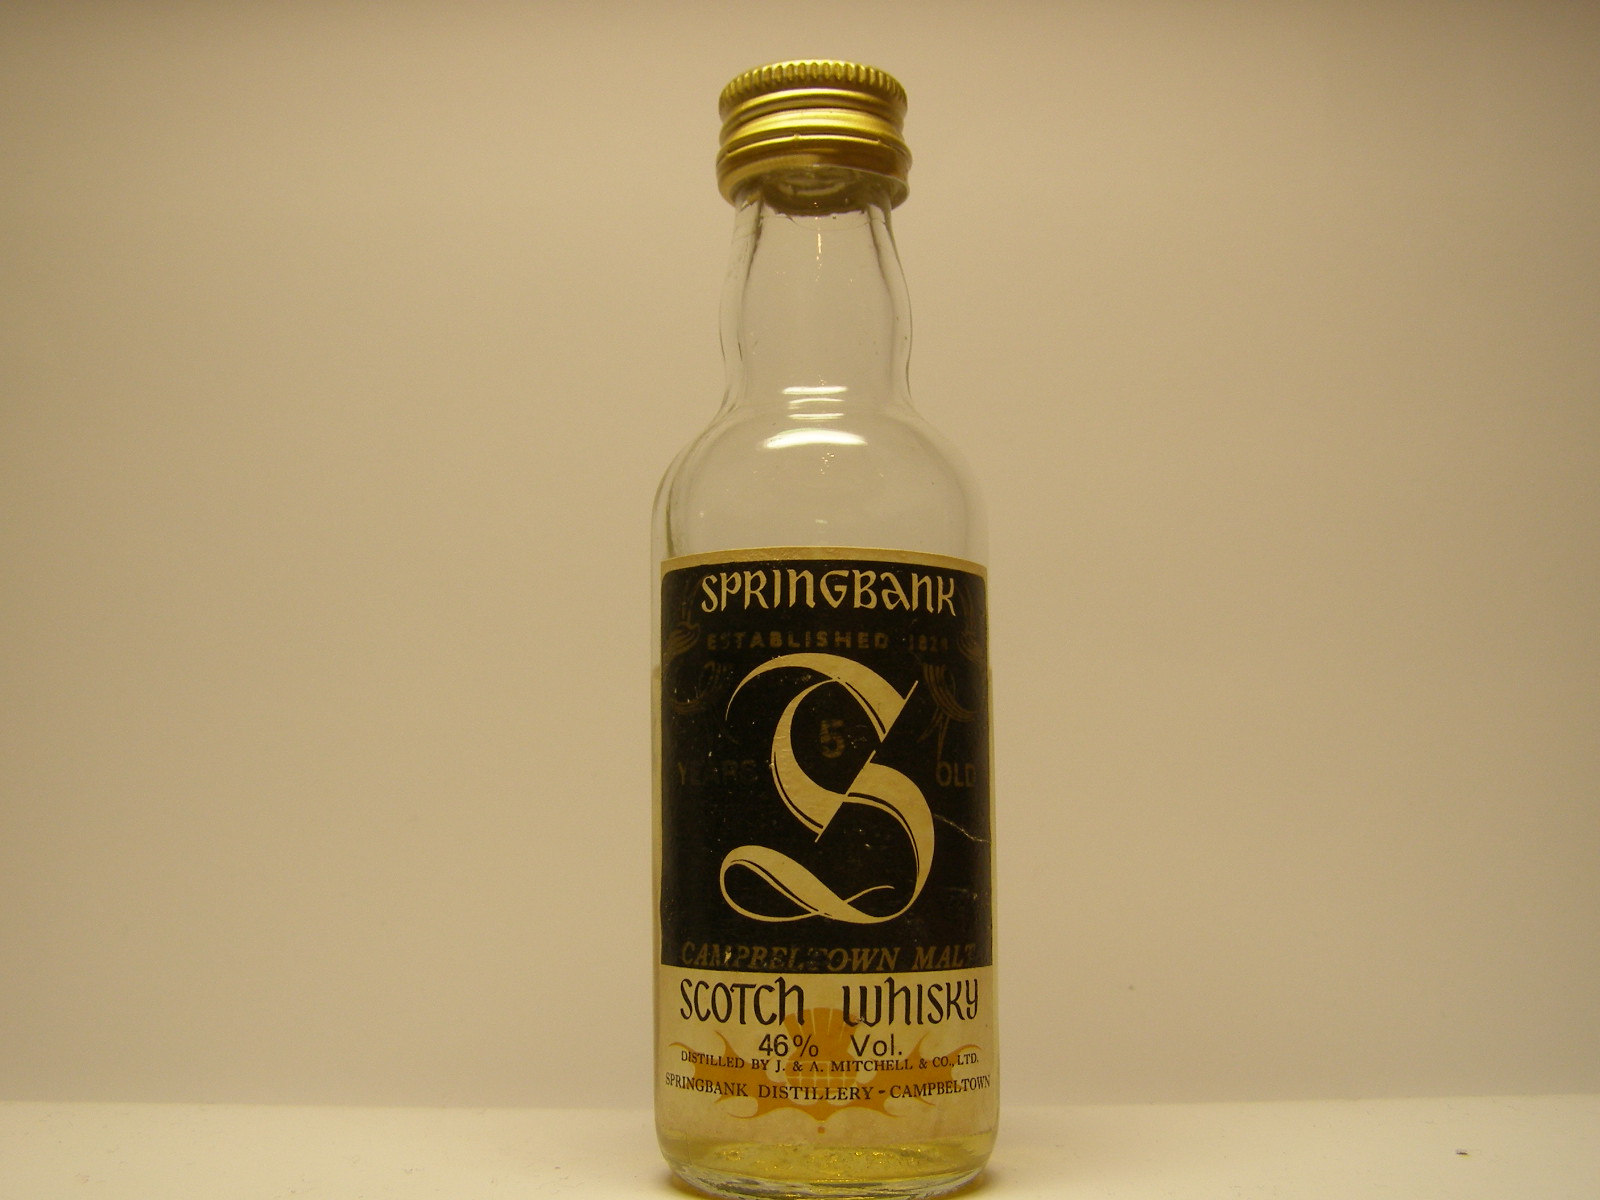 SPRINGBANK
ESTABLISHED 1828
S
5
YEARS OLD
CAMPBELTOWN MALT
SCOTCH WHISKY
46% Vol.
DISTILLED BY J. & A. MITCHELL & CO., LTD.
SPRINGBANK DISTILLERY - CAMPBELTOWN